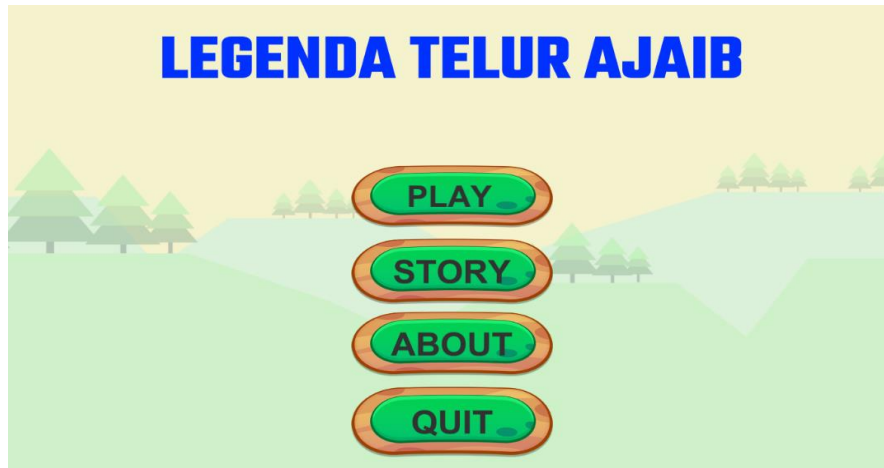 LEGENDA TELUR AJAIB
PLAY
STORY
ABOUT
QUIT